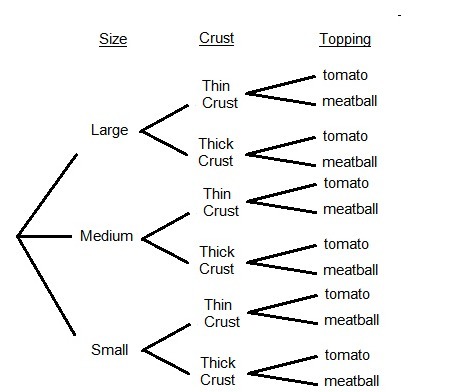 Size Crust Topping
Large
Thin
Crust
tomato
meatball
Thick
Crust
tomato
meatball
Medium
Thin
Crust
tomato
meatball
Thick
Crust
tomato
meatball
Small
Thin
Crust
tomato
meatball
Thick
Crust
tomato
meatball